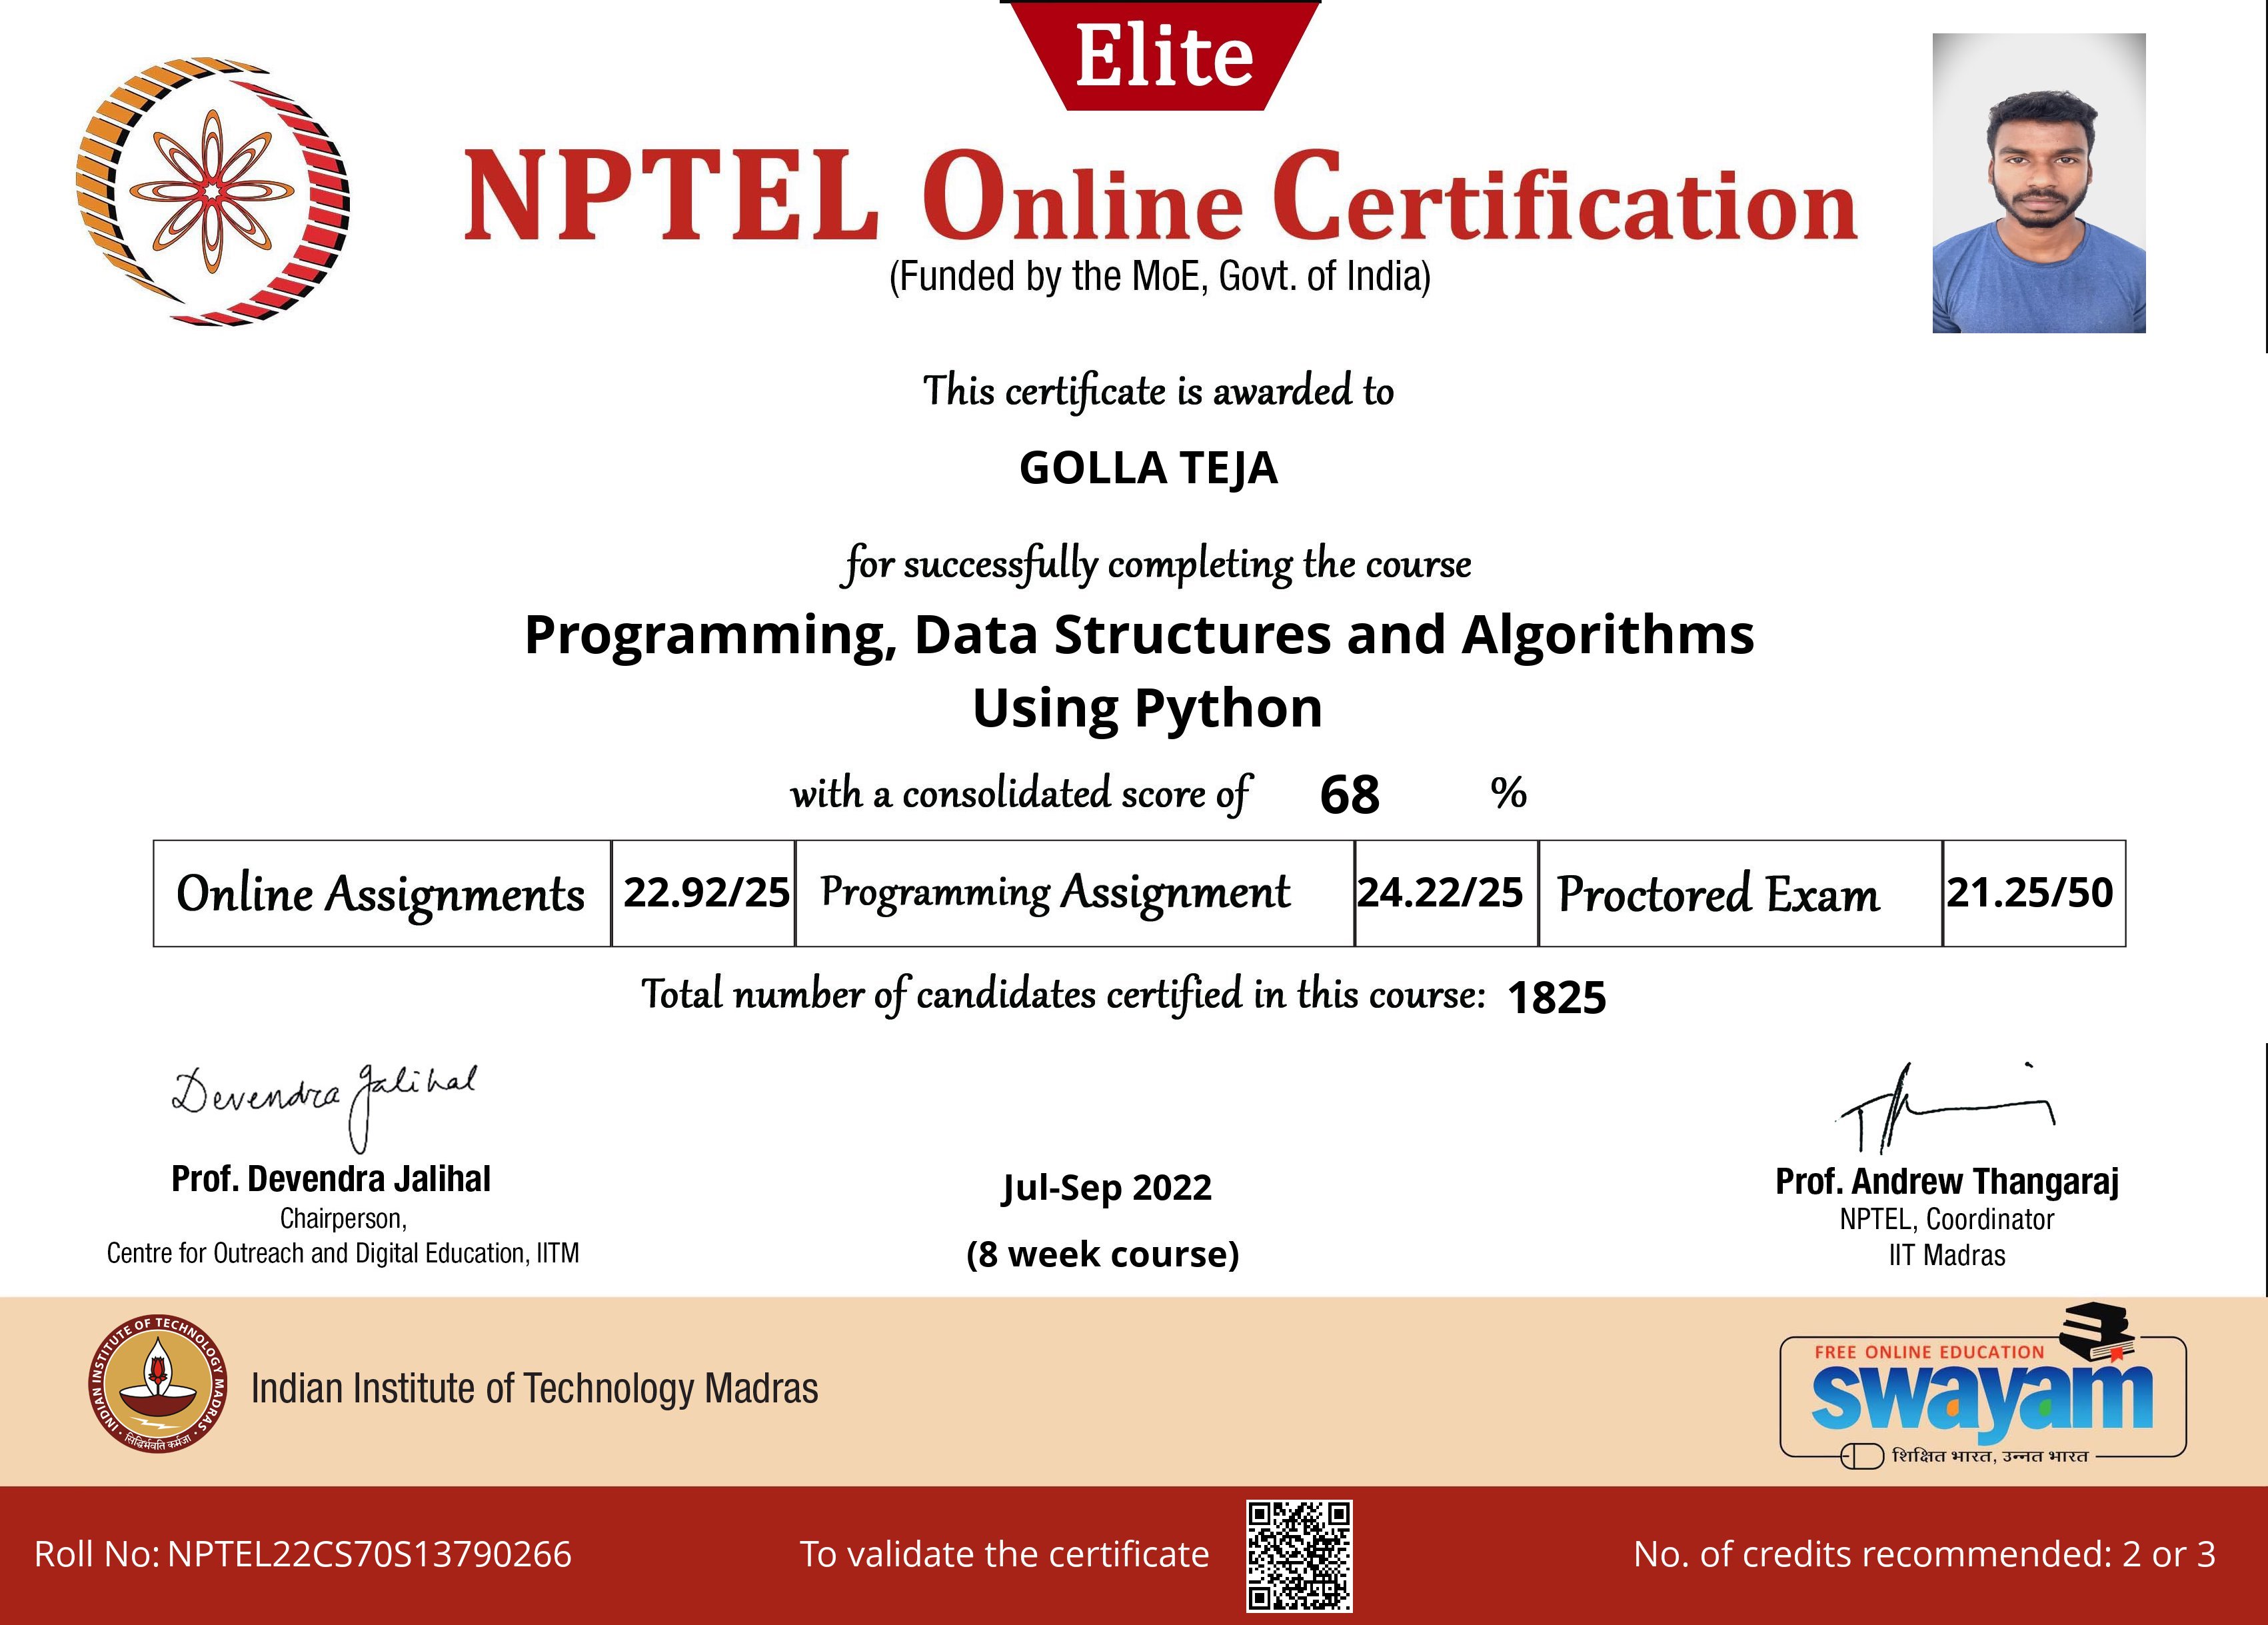 Elite
NPTEL Online Certification
(Funded by the MoE, Govt. of India)
This certificate is awarded to
GOLLA TEJA
for successfully completing the course
Programming, Data Structures and Algorithms
Using Python
with a consolidated score of 68 %
Online Assignments 22.92/25 Programming Assignment 24.22/25 Proctored Exam 21.25/50
Total number of candidates certified in this course: 1825
Devendra Jalihal
Prof. Devendra Jalihal
Chairperson,
Centre for Outreach and Digital Education, IITM
Jul-Sep 2022
(8 week course)
Prof. Andrew Thangaraj
NPTEL, Coordinator
IIT Madras
INDIAN INSTITUTE OF TECHNOLOGY MADRAS
सिद्धिर्भवति कर्मजा
Indian Institute of Technology Madras
FREE ONLINE EDUCATION
swayam
शिक्षित भारत, उन्नत भारत
Roll No: NPTEL22CS70S13790266
To validate the certificate
No. of credits recommended: 2 or 3